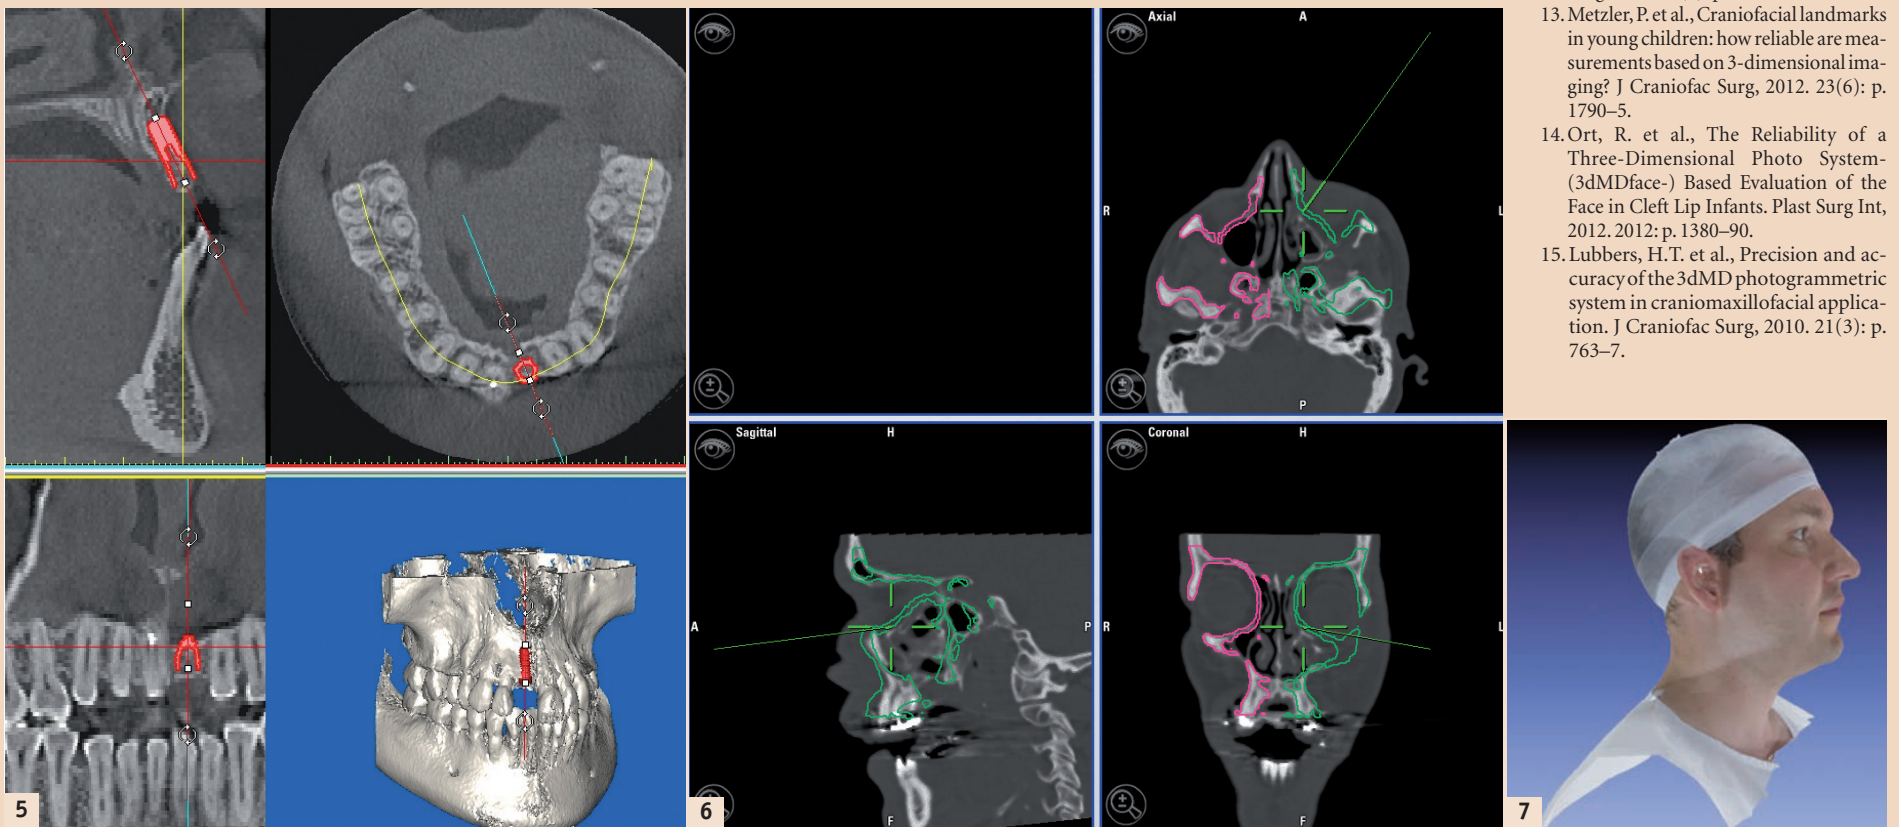 13. Metzler, P. et al., Craniofacial landmarks
in young children: how reliable are mea-
surements based on 3-dimensional ima-
ging? J Craniofac Surg, 2012. 23(6): p.
1790–5.
14. Ort, R. et al., The Reliability of a
Three-Dimensional Photo System-
(3dMDface-) Based Evaluation of the
Face in Cleft Lip Infants. Plast Surg Int,
2012. 2012: p. 1380–90.
15. Lubbers, H.T. et al., Precision and ac-
curacy of the 3dMD photogrammetric
system in craniomaxillofacial applica-
tion. J Craniofac Surg, 2010. 21(3): p.
763–7.
Axial
A
R
L
P
Sagittal
H
A
P
F
Coronal
H
R
L
F
5
6
7